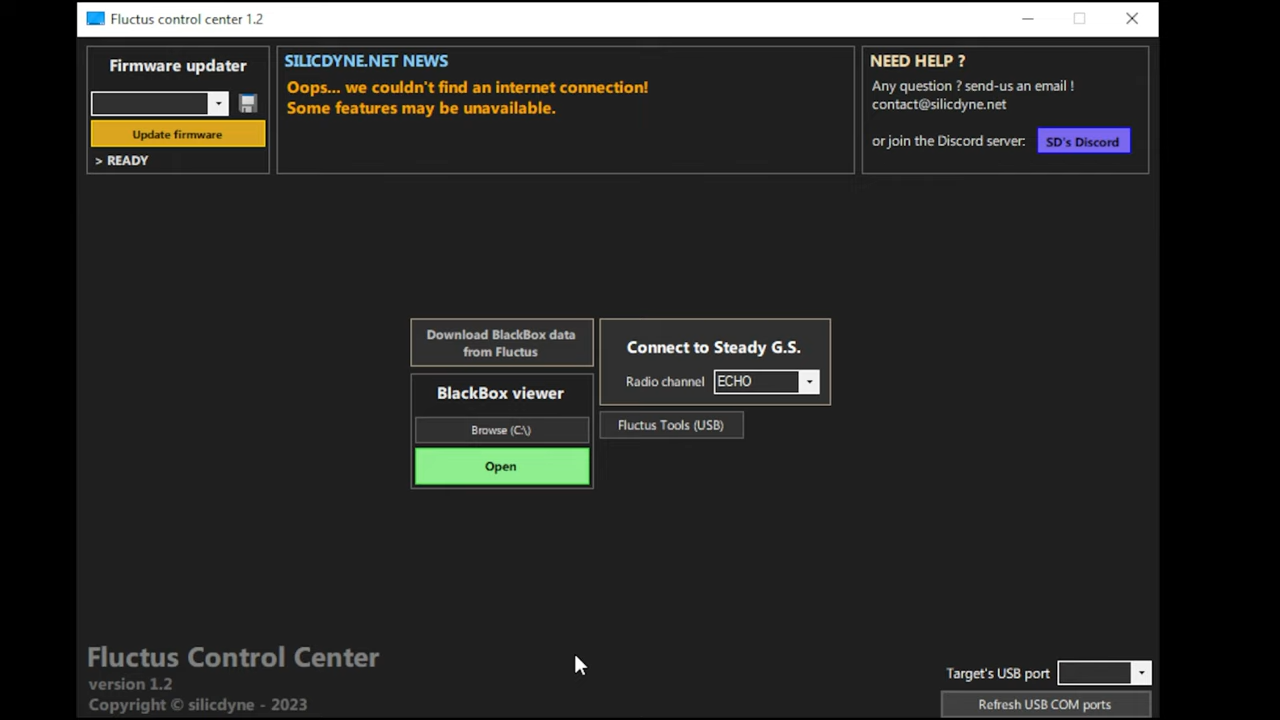 Fluctus control center 1.2
Firmware updater
Update firmware
> READY
SILICDYNE.NET NEWS
Oops... we couldn't find an internet connection!
Some features may be unavailable.
NEED HELP ?
Any question ? send-us an email !
contact@silicdyne.net
or join the Discord server:
SD's Discord
Download BlackBox data
from Fluctus
BlackBox viewer
Browse (C:\)
Open
Connect to Steady G.S.
Radio channel
ECHO
Fluctus Tools (USB)
Fluctus Control Center
version 1.2
Copyright © silicdyne - 2023
Target's USB port
Refresh USB COM ports